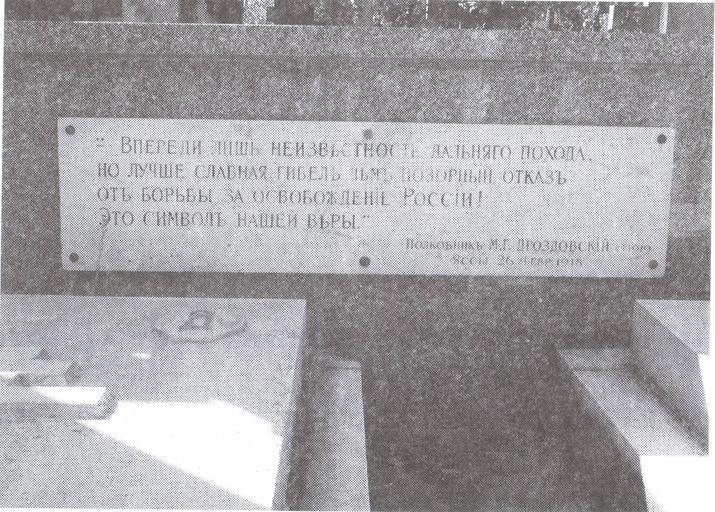 " Впереди лишь неизвѣстность дальняго похода,
но лучше славная гибель чѣмъ позорный отказъ
отъ борьбы за освобожденіе Россіи!
Это символъ нашей вѣры."
Полковникъ М.Г. Дроздовскій
Яссы 26 февр 1918